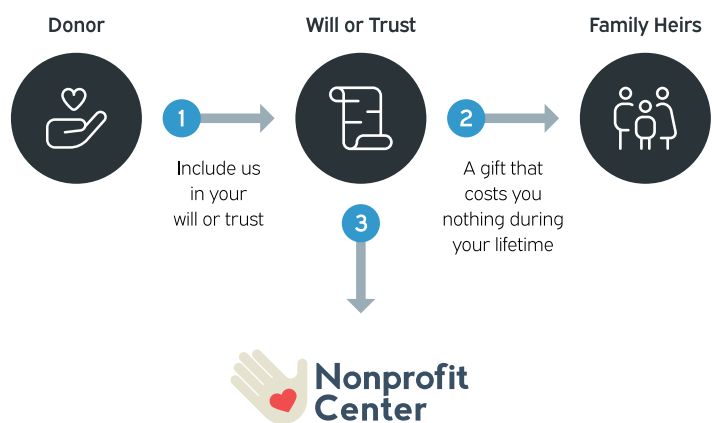 Donor
Will or Trust
Family Heirs
1
2
Include us
in your
will or trust
A gift that
costs you
nothing during
your lifetime
3
Nonprofit
Center